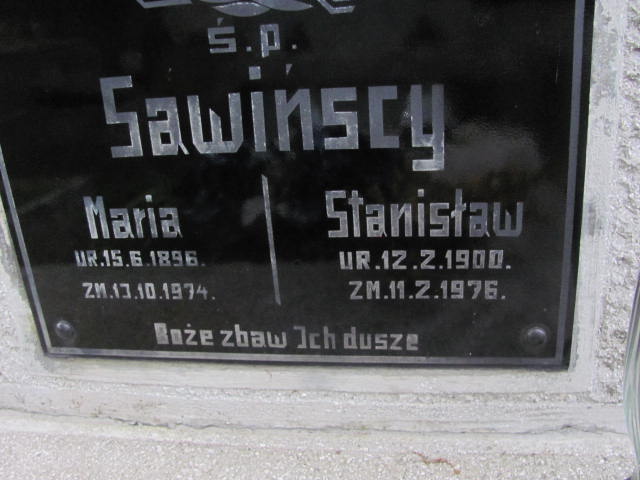 ś.p.
Sawińscy
Maria
UR.15.6.1896.
ZM.13.10.1974.
Stanisław
UR.12.2.1900.
ZM.11.2.1976.
Boże zbaw Ich dusze